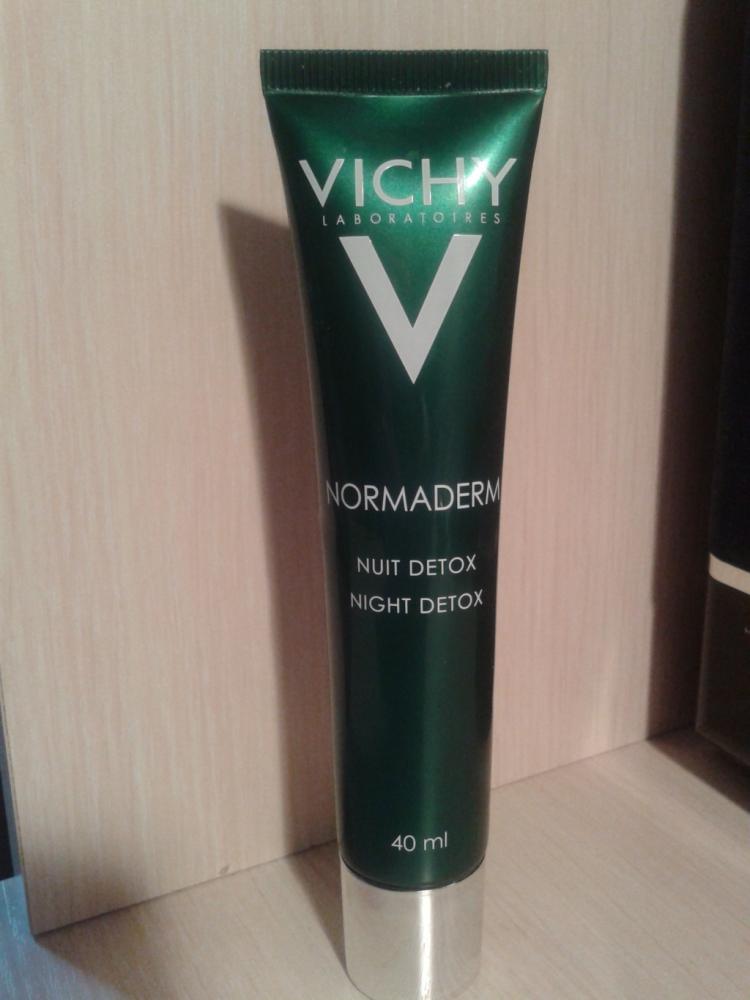 VICHY
LABORATOIRES
V
NORMADERM
NUIT DETOX
NIGHT DETOX
40 ml